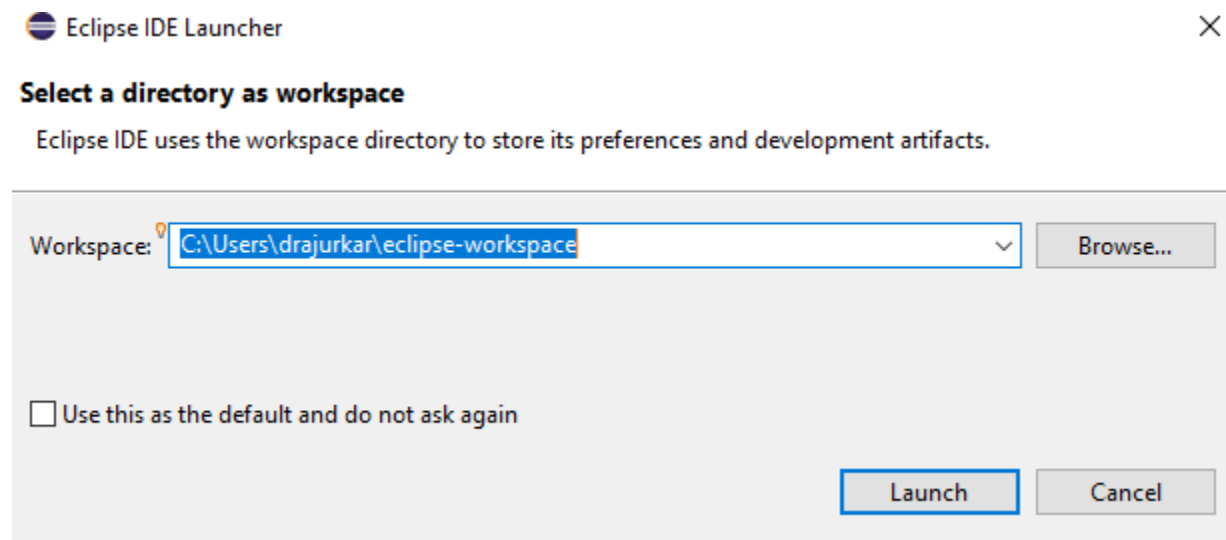 Eclipse IDE Launcher
Select a directory as workspace
Eclipse IDE uses the workspace directory to store its preferences and development artifacts.
Workspace: C:\Users\drajurkar\eclipse-workspace Browse...
Use this as the default and do not ask again
Launch Cancel